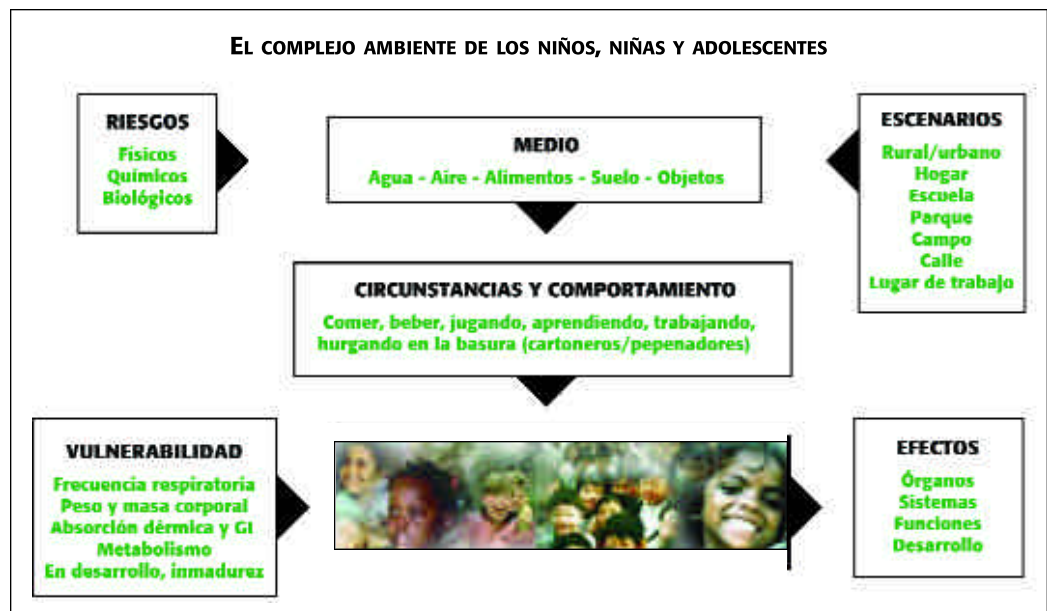 EL COMPLEJO AMBIENTE DE LOS NIÑOS, NIÑAS Y ADOLESCENTES
RIESGOS
Físicos
Químicos
Biológicos
MEDIO
Agua - Aire - Alimentos - Suelo - Objetos
ESCENARIOS
Rural/urbano
Hogar
Escuela
Parque
Campo
Calle
Lugar de trabajo
CIRCUNSTANCIAS Y COMPORTAMIENTO
Comer, beber, jugando, aprendiendo, trabajando,
hurgando en la basura (cartoneros/pepenadores)
VULNERABILIDAD
Frecuencia respiratoria
Peso y masa corporal
Absorción dérmica y GI
Metabolismo
En desarrollo, inmadurez
EFECTOS
Órganos
Sistemas
Funciones
Desarrollo